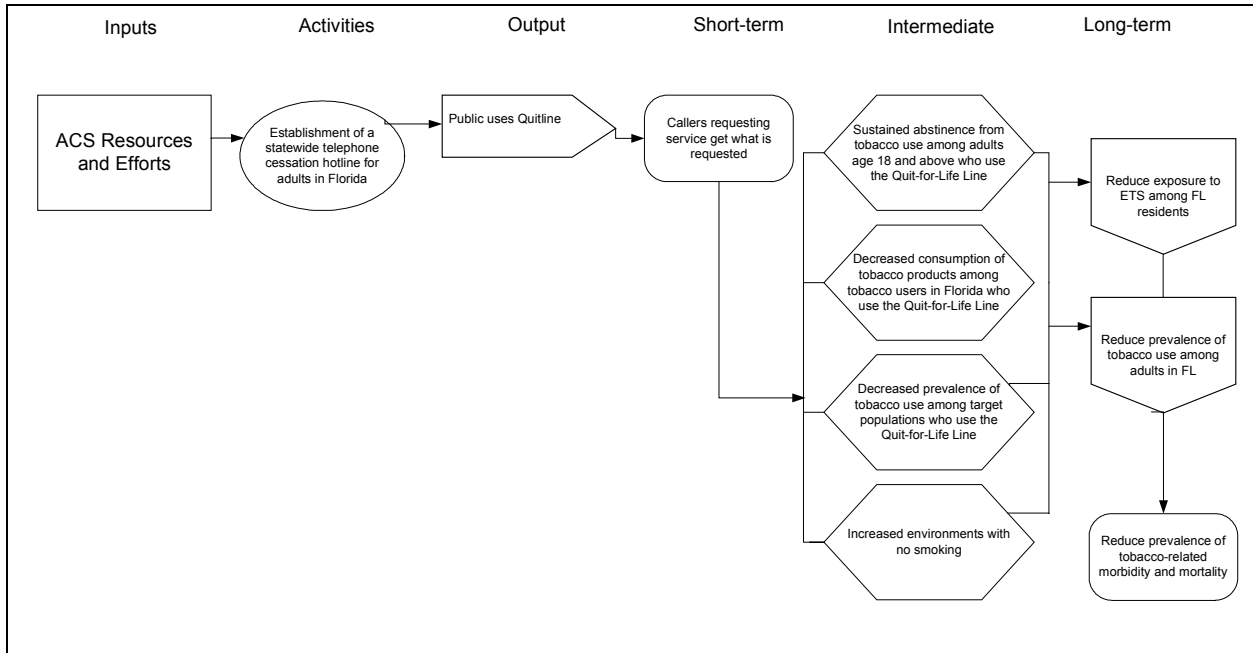 Inputs
Activities
Output
Short-term
Intermediate
Long-term
ACS Resources
and Efforts
Establishment of a
statewide telephone
cessation hotline for
adults in Florida
Public uses Quitline
Callers requesting
service get what is
requested
Sustained abstinence from
tobacco use among adults
age 18 and above who use
the Quit-for-Life Line
Decreased consumption of
tobacco products among
tobacco users in Florida who
use the Quit-for-Life Line
Decreased prevalence of
tobacco use among target
populations who use the
Quit-for-Life Line
Increased environments with
no smoking
Reduce exposure to
ETS among FL
residents
Reduce prevalence of
tobacco use among
adults in FL
Reduce prevalence of
tobacco-related
morbidity and mortality